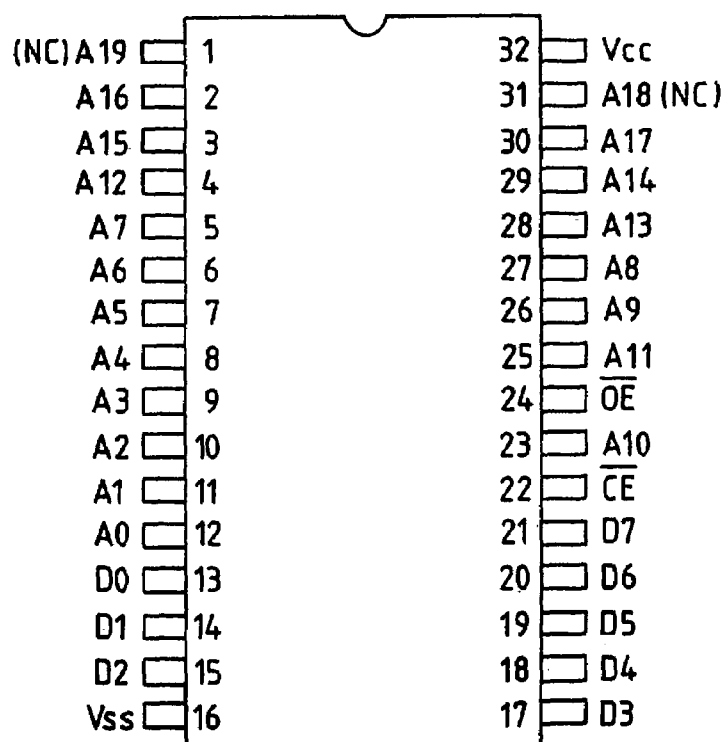 (NC) A19 1 32 Vcc
A16 2 31 A18 (NC)
A15 3 30 A17
A12 4 29 A14
A7 5 28 A13
A6 6 27 A8
A5 7 26 A9
A4 8 25 A11
A3 9 24 O̅E̅
A2 10 23 A10
A1 11 22 C̅E̅
A0 12 21 D7
D0 13 20 D6
D1 14 19 D5
D2 15 18 D4
Vss 16 17 D3